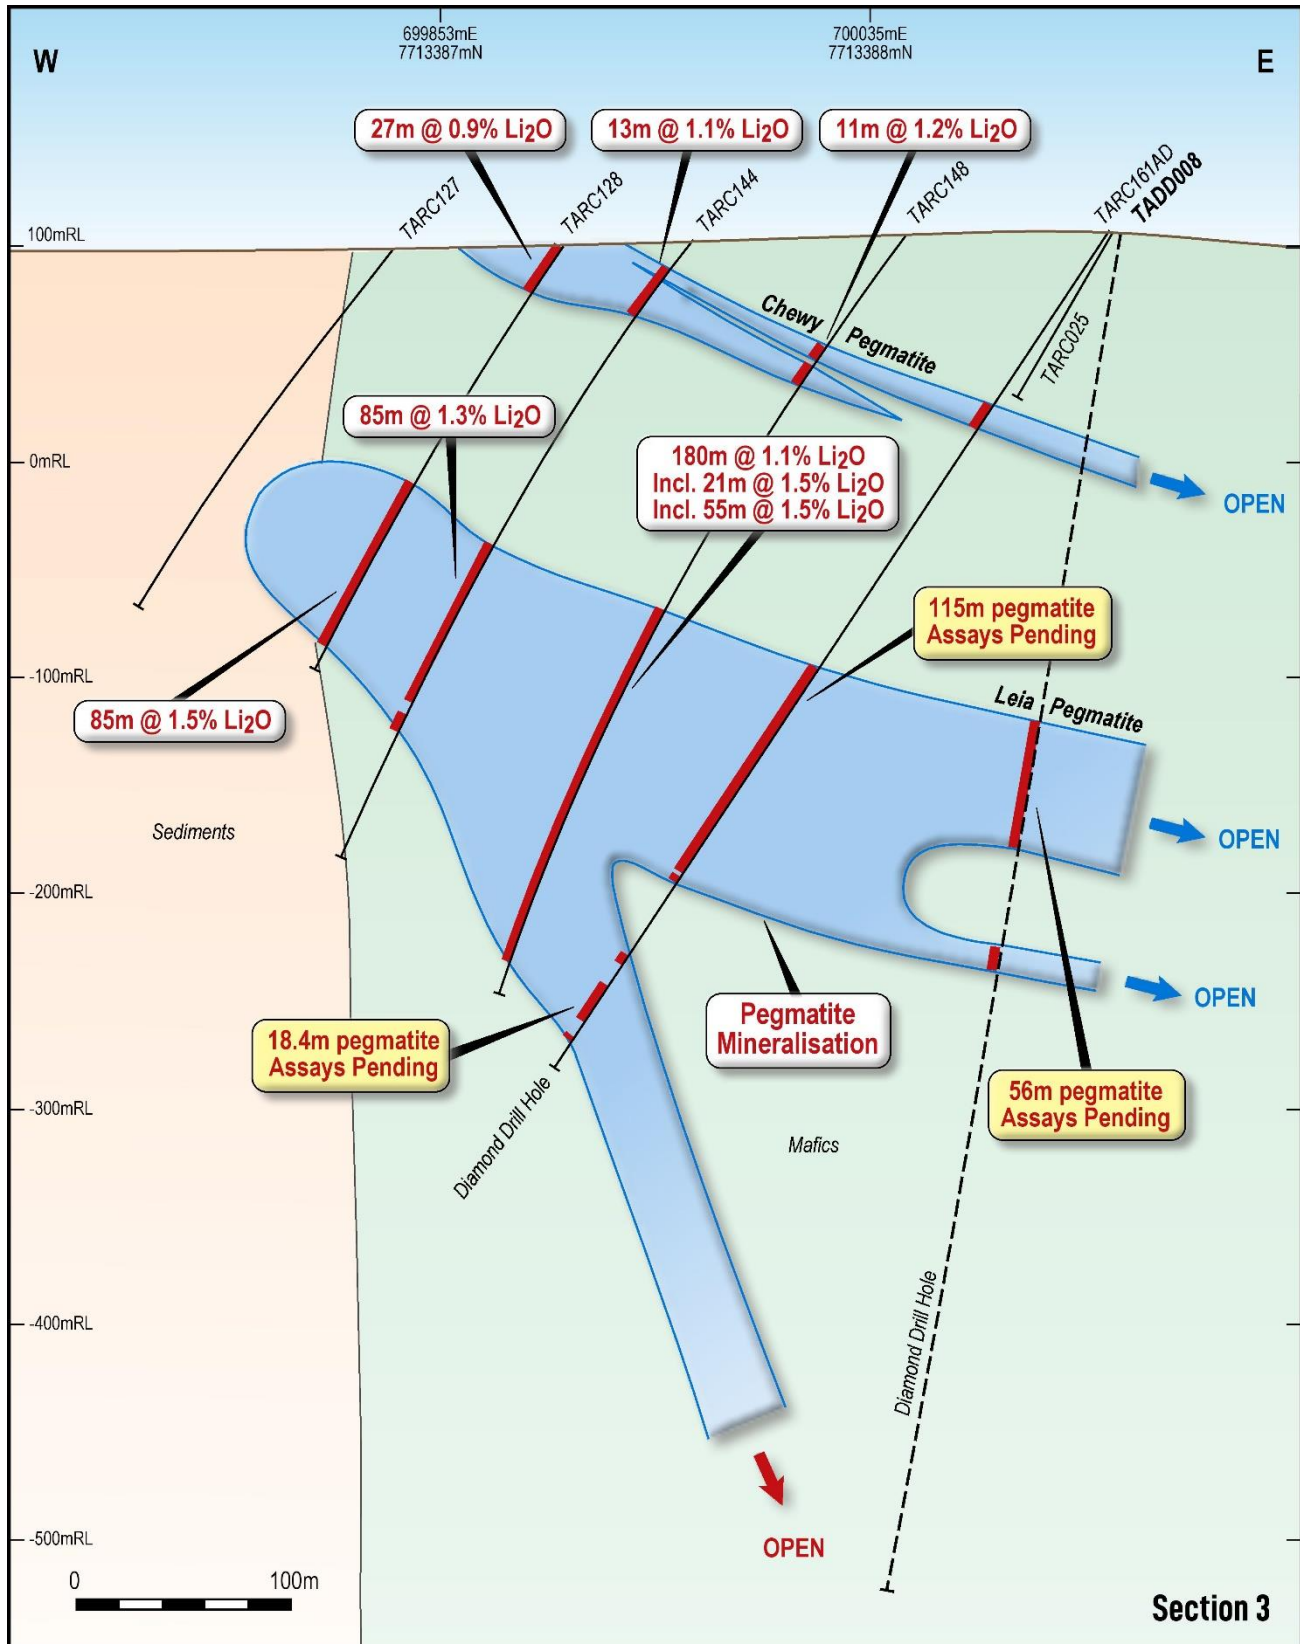 699853mE
7713387mN
700035mE
7713388mN
W
E
27m @ 0.9% Li₂O
13m @ 1.1% Li₂O
11m @ 1.2% Li₂O
TARC127
TARC128
TARC144
TARC148
TARC161AD
TADD008
100mRL
Chewy Pegmatite
TARC025
85m @ 1.3% Li₂O
180m @ 1.1% Li₂O
Incl. 21m @ 1.5% Li₂O
Incl. 55m @ 1.5% Li₂O
0mRL
OPEN
115m pegmatite
Assays Pending
-100mRL
85m @ 1.5% Li₂O
Leia Pegmatite
Sediments
OPEN
-200mRL
OPEN
Pegmatite
Mineralisation
18.4m pegmatite
Assays Pending
56m pegmatite
Assays Pending
-300mRL
Diamond Drill Hole
Mafics
Diamond Drill Hole
-400mRL
-500mRL
OPEN
0 100m
Section 3